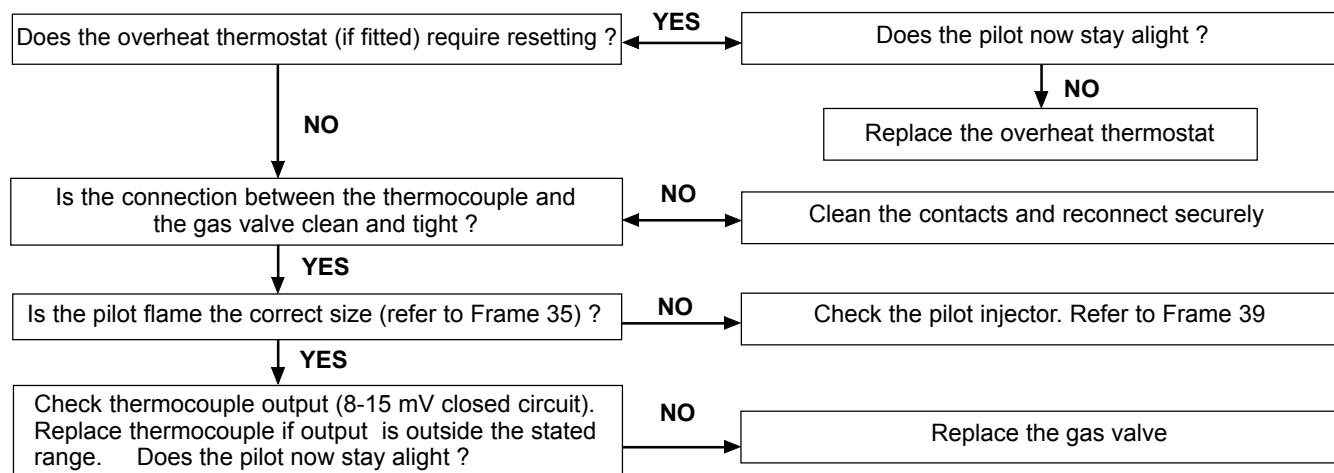 Does the overheat thermostat (if fitted) require resetting ?
YES
Does the pilot now stay alight ?
NO
Replace the overheat thermostat
NO
Is the connection between the thermocouple and
the gas valve clean and tight ?
NO
Clean the contacts and reconnect securely
YES
Is the pilot flame the correct size (refer to Frame 35) ?
NO
Check the pilot injector. Refer to Frame 39
YES
Check thermocouple output (8-15 mV closed circuit).
Replace thermocouple if output is outside the stated
range. Does the pilot now stay alight ?
NO
Replace the gas valve